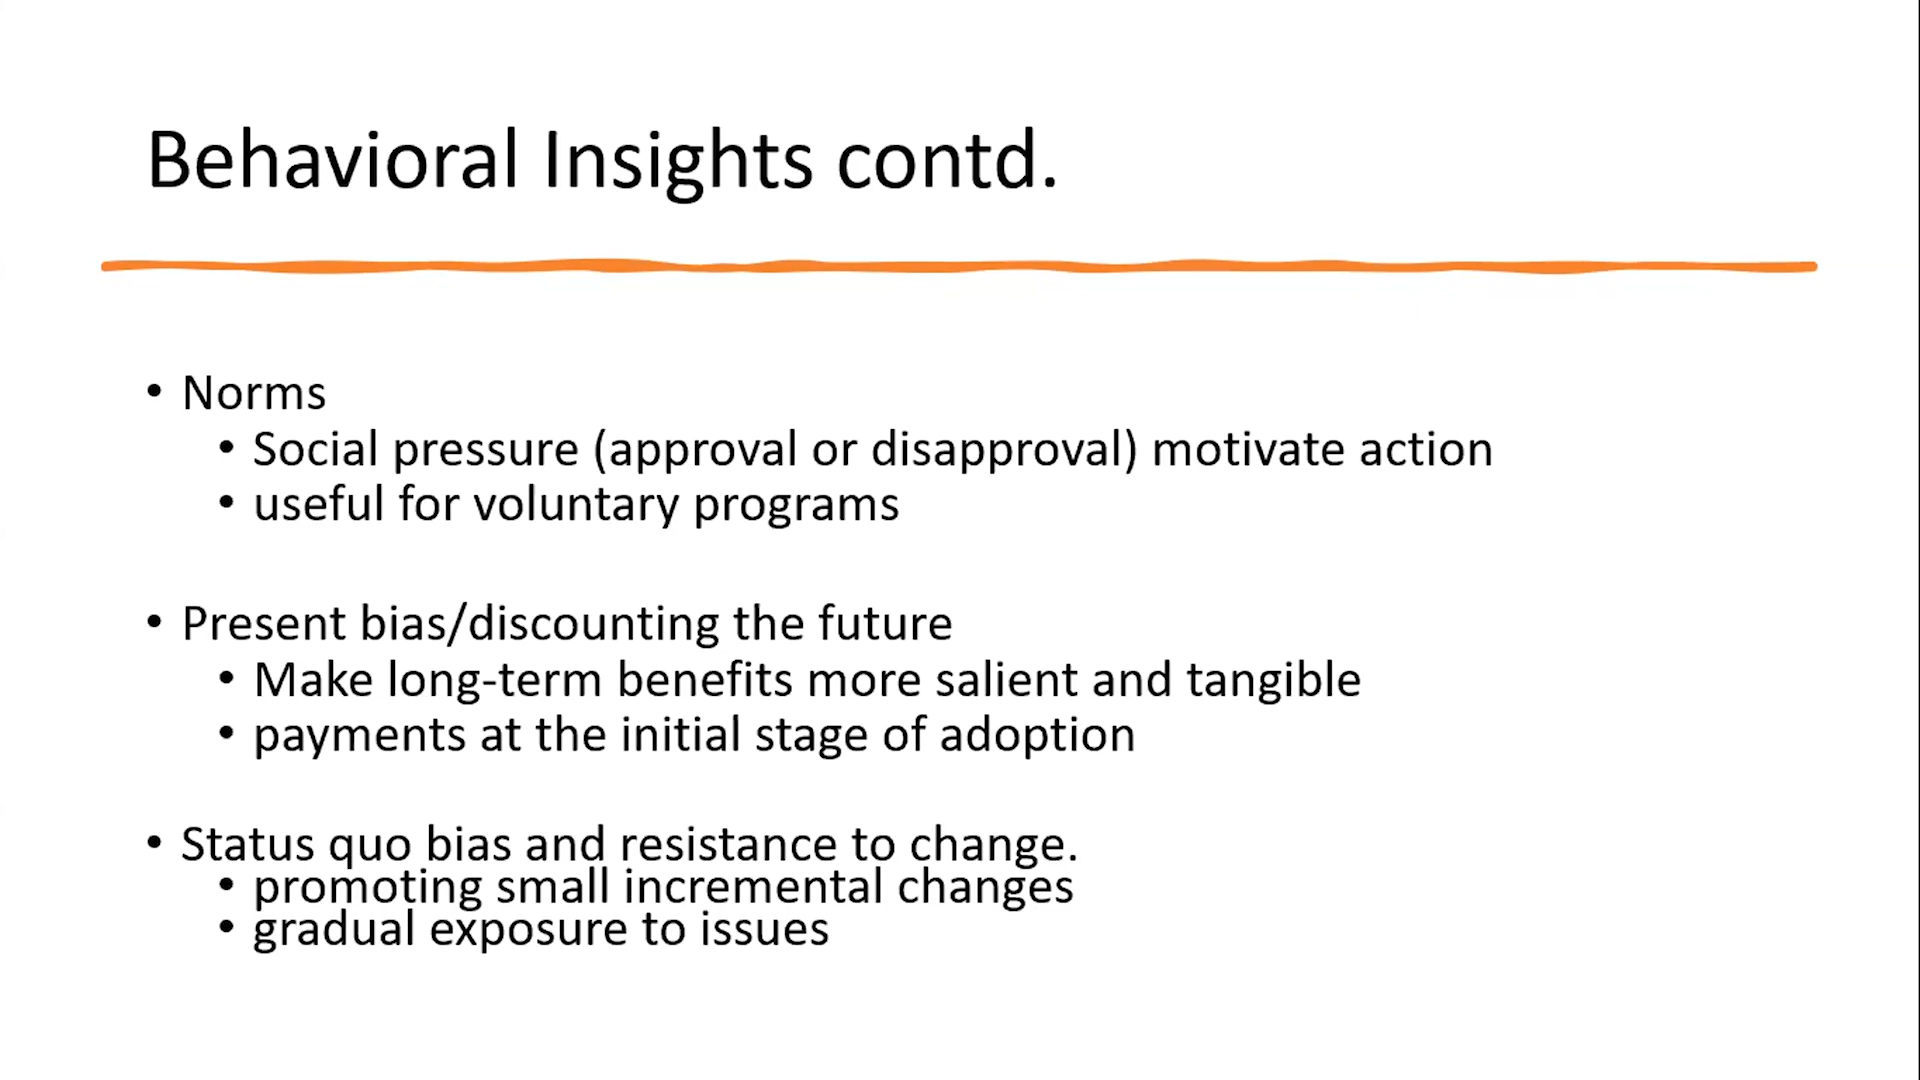 Behavioral Insights contd.
• Norms
• Social pressure (approval or disapproval) motivate action
• useful for voluntary programs
• Present bias/discounting the future
• Make long-term benefits more salient and tangible
• payments at the initial stage of adoption
• Status quo bias and resistance to change.
• promoting small incremental changes
• gradual exposure to issues